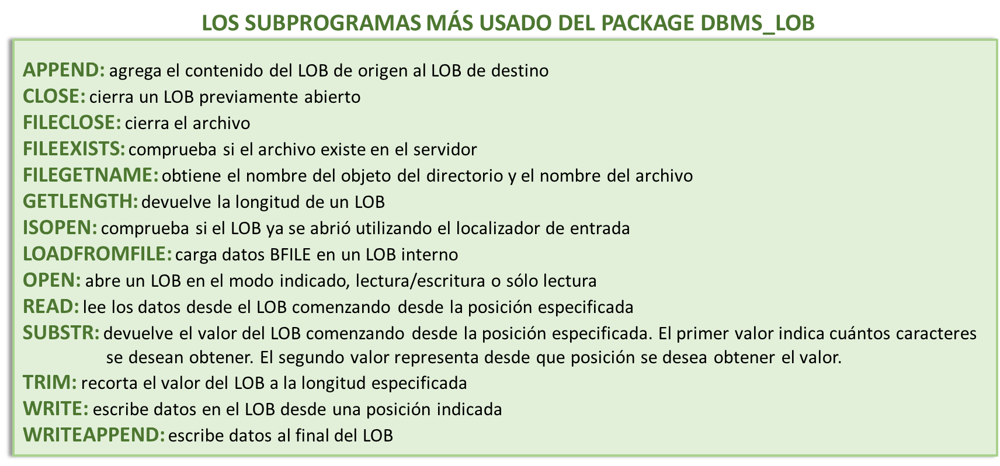 LOS SUBPROGRAMAS MÁS USADO DEL PACKAGE DBMS_LOB
APPEND: agrega el contenido del LOB de origen al LOB de destino
CLOSE: cierra un LOB previamente abierto
FILECLOSE: cierra el archivo
FILEEXISTS: comprueba si el archivo existe en el servidor
FILEGETNAME: obtiene el nombre del objeto del directorio y el nombre del archivo
GETLENGTH: devuelve la longitud de un LOB
ISOPEN: comprueba si el LOB ya se abrió utilizando el localizador de entrada
LOADFROMFILE: carga datos BFILE en un LOB interno
OPEN: abre un LOB en el modo indicado, lectura/escritura o sólo lectura
READ: lee los datos desde el LOB comenzando desde la posición especificada
SUBSTR: devuelve el valor del LOB comenzando desde la posición especificada. El primer valor indica cuántos caracteres
se desean obtener. El segundo valor representa desde que posición se desea obtener el valor.
TRIM: recorta el valor del LOB a la longitud especificada
WRITE: escribe datos en el LOB desde una posición indicada
WRITEAPPEND: escribe datos al final del LOB